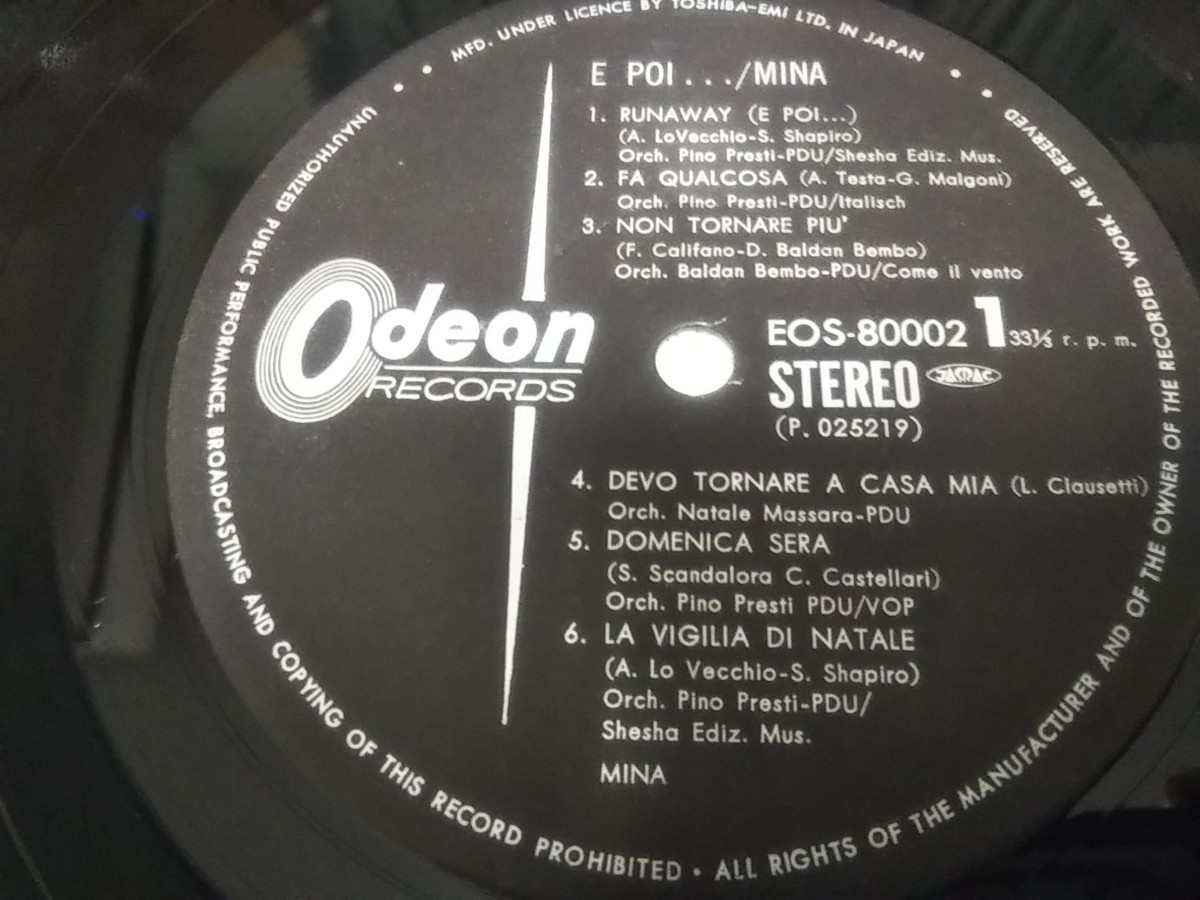 MFD. UNDER LICENCE BY TOSHIBA-EMI LTD. IN JAPAN
E POI . . ./MINA
1. RUNAWAY (E POI...)
(A. LoVecchio-S. Shapiro)
Orch. Pino Presti-PDU/Shesha Ediz. Mus.
2. FA QUALCOSA (A. Testa-G. Malgoni)
Orch. Pino Presti-PDU/Italisch
3. NON TORNARE PIU'
(F. Califano-D. Baldan Bembo)
Orch. Baldan Bembo-PDU/Come il vento
Odeon
RECORDS
EOS-80002 1 33⅓ r. p. m.
STEREO JASRAC
(P. 025219)
4. DEVO TORNARE A CASA MIA (L. Clausetti)
Orch. Natale Massara-PDU
5. DOMENICA SERA
(S. Scandalora C. Castellari)
Orch. Pino Presti PDU/VOP
6. LA VIGILIA DI NATALE
(A. Lo Vecchio-S. Shapiro)
Orch. Pino Presti-PDU/
Shesha Ediz. Mus.
MINA
UNAUTHORIZED PUBLIC PERFORMANCE, BROADCASTING AND COPYING OF THIS RECORD PROHIBITED • ALL RIGHTS OF THE MANUFACTURER AND OF THE OWNER OF THE RECORDED WORK ARE RESERVED